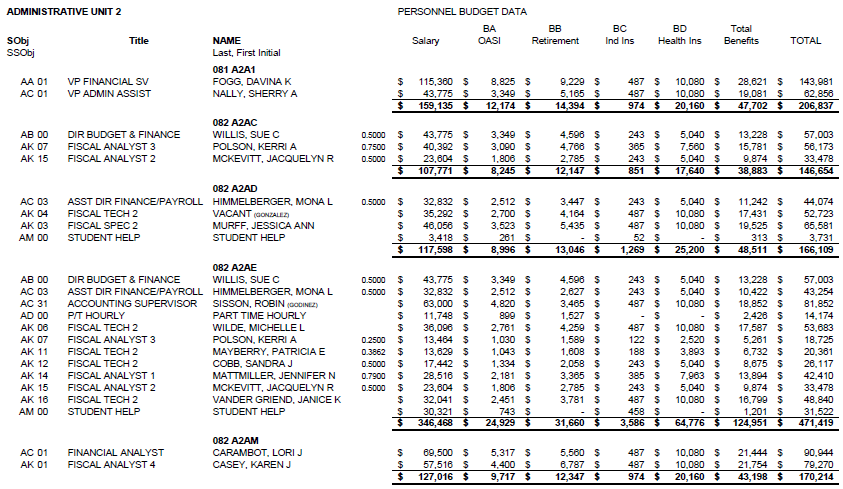 ADMINISTRATIVE UNIT 2 PERSONNEL BUDGET DATA
BA BB BC BD Total
SObj Title NAME Salary OASI Retirement Ind Ins Health Ins Benefits TOTAL
SSObj Last, First Initial
081 A2A1
AA 01 VP FINANCIAL SV FOGG, DAVINA K $ 115,360 $ 8,825 $ 9,229 $ 487 $ 10,080 $ 28,621 $ 143,981
AC 01 VP ADMIN ASSIST NALLY, SHERRY A $ 43,775 $ 3,349 $ 5,165 $ 487 $ 10,080 $ 19,081 $ 62,856
$ 159,135 $ 12,174 $ 14,394 $ 974 $ 20,160 $ 47,702 $ 206,837
082 A2AC
AB 00 DIR BUDGET & FINANCE WILLIS, SUE C 0.5000 $ 43,775 $ 3,349 $ 4,596 $ 243 $ 5,040 $ 13,228 $ 57,003
AK 07 FISCAL ANALYST 3 POLSON, KERRI A 0.7500 $ 40,392 $ 3,090 $ 4,766 $ 365 $ 7,560 $ 15,781 $ 56,173
AK 15 FISCAL ANALYST 2 MCKEVITT, JACQUELYN R 0.5000 $ 23,604 $ 1,806 $ 2,785 $ 243 $ 5,040 $ 9,874 $ 33,478
$ 107,771 $ 8,245 $ 12,147 $ 851 $ 17,640 $ 38,883 $ 146,654
082 A2AD
AC 03 ASST DIR FINANCE/PAYROLL HIMMELBERGER, MONA L 0.5000 $ 32,832 $ 2,512 $ 3,447 $ 243 $ 5,040 $ 11,242 $ 44,074
AK 04 FISCAL TECH 2 VACANT (GONZALEZ) $ 35,292 $ 2,700 $ 4,164 $ 487 $ 10,080 $ 17,431 $ 52,723
AK 03 FISCAL SPEC 2 MURFF, JESSICA ANN $ 46,056 $ 3,523 $ 5,435 $ 487 $ 10,080 $ 19,525 $ 65,581
AM 00 STUDENT HELP STUDENT HELP $ 3,418 $ 261 $ - $ 52 $ - $ 313 $ 3,731
$ 117,598 $ 8,996 $ 13,046 $ 1,269 $ 25,200 $ 48,511 $ 166,109
082 A2AE
AB 00 DIR BUDGET & FINANCE WILLIS, SUE C 0.5000 $ 43,775 $ 3,349 $ 4,596 $ 243 $ 5,040 $ 13,228 $ 57,003
AC 03 ASST DIR FINANCE/PAYROLL HIMMELBERGER, MONA L 0.5000 $ 32,832 $ 2,512 $ 2,627 $ 243 $ 5,040 $ 10,422 $ 43,254
AC 31 ACCOUNTING SUPERVISOR SISSON, ROBIN (GODINEZ) $ 63,000 $ 4,820 $ 3,465 $ 487 $ 10,080 $ 18,852 $ 81,852
AD 00 P/T HOURLY PART TIME HOURLY $ 11,748 $ 899 $ 1,527 $ - $ - $ 2,426 $ 14,174
AK 06 FISCAL TECH 2 WILDE, MICHELLE L $ 36,096 $ 2,761 $ 4,259 $ 487 $ 10,080 $ 17,587 $ 53,683
AK 07 FISCAL ANALYST 3 POLSON, KERRI A 0.2500 $ 13,464 $ 1,030 $ 1,589 $ 122 $ 2,520 $ 5,261 $ 18,725
AK 11 FISCAL TECH 2 MAYBERRY, PATRICIA E 0.3862 $ 13,629 $ 1,043 $ 1,608 $ 188 $ 3,893 $ 6,732 $ 20,361
AK 12 FISCAL TECH 2 COBB, SANDRA J 0.5000 $ 17,442 $ 1,334 $ 2,058 $ 243 $ 5,040 $ 8,675 $ 26,117
AK 14 FISCAL ANALYST 1 MATTMILLER, JENNIFER N 0.7900 $ 28,516 $ 2,181 $ 3,365 $ 385 $ 7,963 $ 13,894 $ 42,410
AK 15 FISCAL ANALYST 2 MCKEVITT, JACQUELYN R 0.5000 $ 23,604 $ 1,806 $ 2,785 $ 243 $ 5,040 $ 9,874 $ 33,478
AK 16 FISCAL TECH 2 VANDER GRIEND, JANICE K $ 32,041 $ 2,451 $ 3,781 $ 487 $ 10,080 $ 16,799 $ 48,840
AM 00 STUDENT HELP STUDENT HELP $ 30,321 $ 743 $ - $ 458 $ - $ 1,201 $ 31,522
$ 346,468 $ 24,929 $ 31,660 $ 3,586 $ 64,776 $ 124,951 $ 471,419
082 A2AM
AC 01 FINANCIAL ANALYST CARAMBOT, LORI J $ 69,500 $ 5,317 $ 5,560 $ 487 $ 10,080 $ 21,444 $ 90,944
AK 01 FISCAL ANALYST 4 CASEY, KAREN J $ 57,516 $ 4,400 $ 6,787 $ 487 $ 10,080 $ 21,754 $ 79,270
$ 127,016 $ 9,717 $ 12,347 $ 974 $ 20,160 $ 43,198 $ 170,214